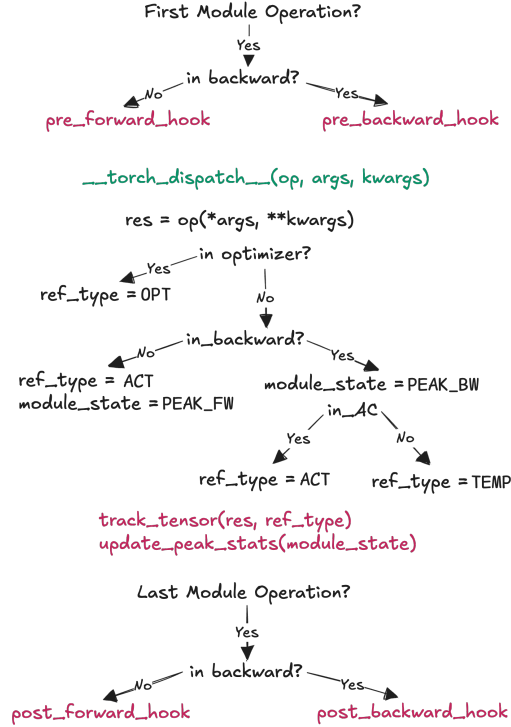 First Module Operation?
Yes
in backward?
No
Yes
pre_forward_hook
pre_backward_hook
__torch_dispatch__(op, args, kwargs)
res = op(*args, **kwargs)
in optimizer?
Yes
ref_type = OPT
No
in_backward?
No
Yes
ref_type = ACT
module_state = PEAK_FW
module_state = PEAK_BW
in_AC
Yes
No
ref_type = ACT
ref_type = TEMP
track_tensor(res, ref_type)
update_peak_stats(module_state)
Last Module Operation?
Yes
in backward?
No
Yes
post_forward_hook
post_backward_hook